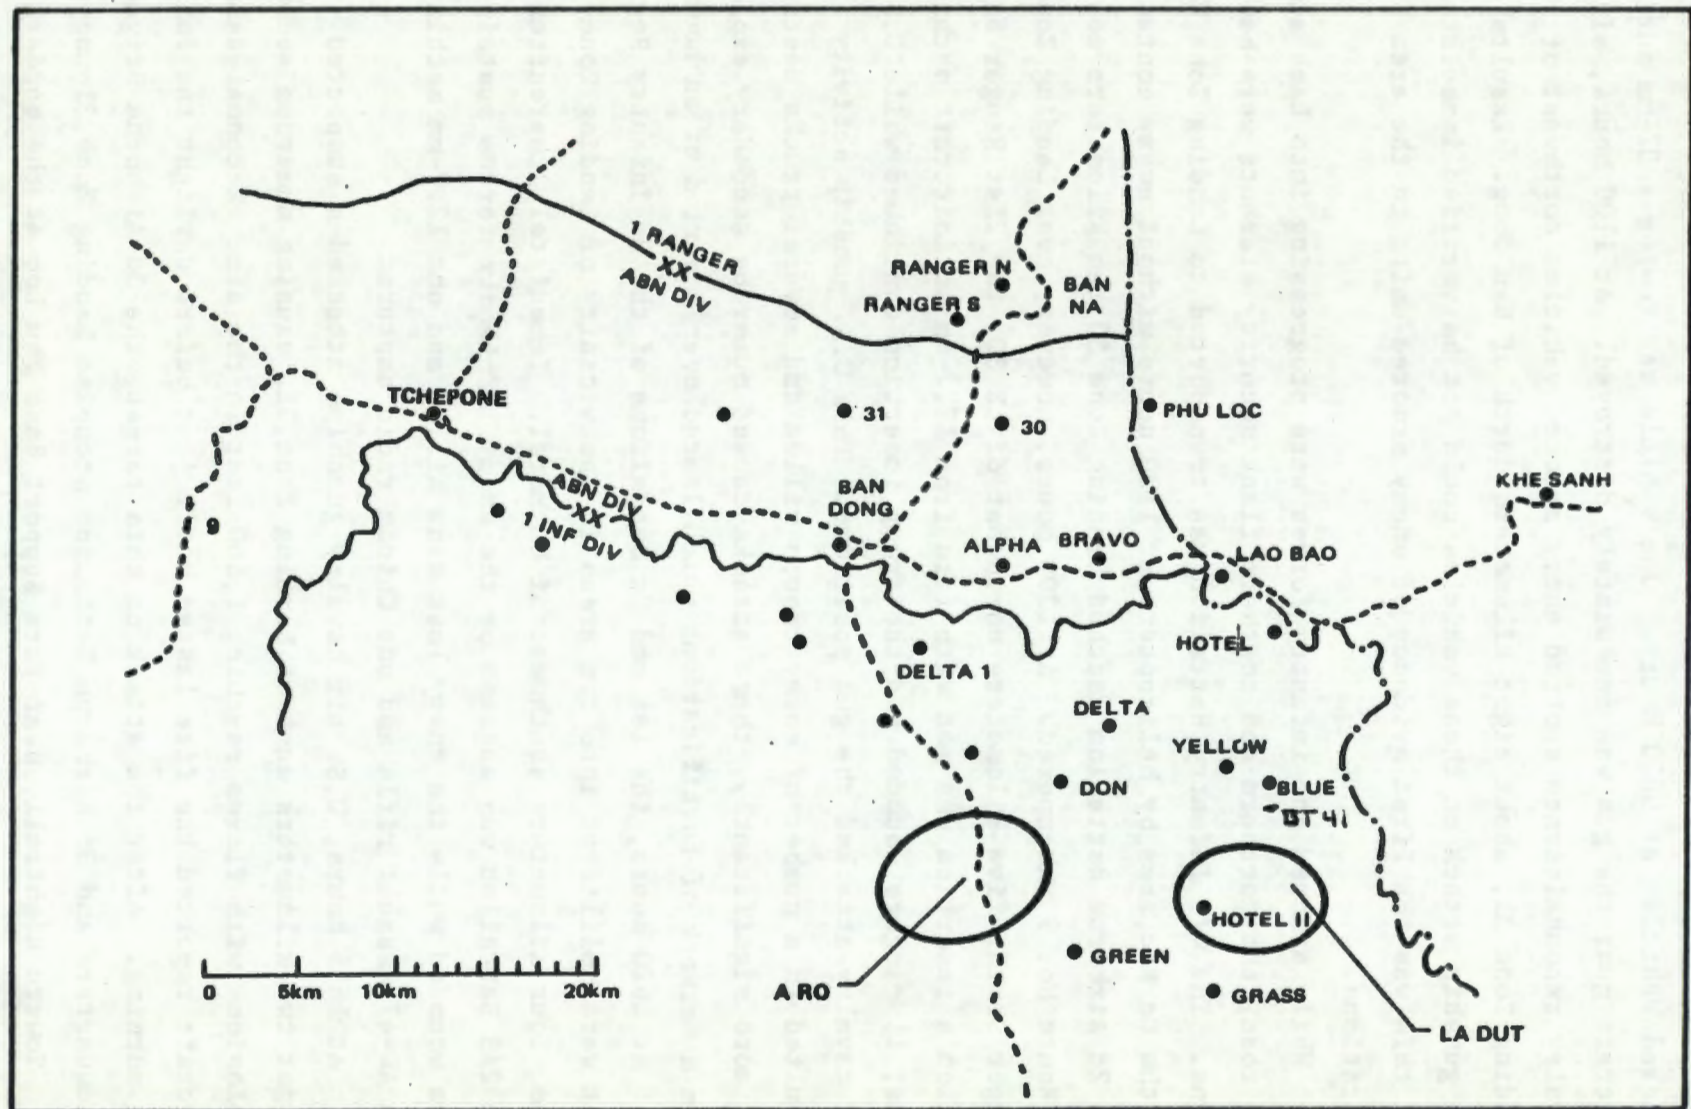 1 RANGER
XX
ABN DIV
RANGER N
RANGER S
BAN
NA
TCHEPONE
31
30
PHU LOC
KHE SANH
BAN
DONG
ABN DIV
XX
1 INF DIV
9
ALPHA
BRAVO
LAO BAO
HOTEL
DELTA 1
DELTA
YELLOW
DON
BLUE
BT 41
HOTEL II
GREEN
GRASS
A RO
LA DUT
0
5km
10km
20km